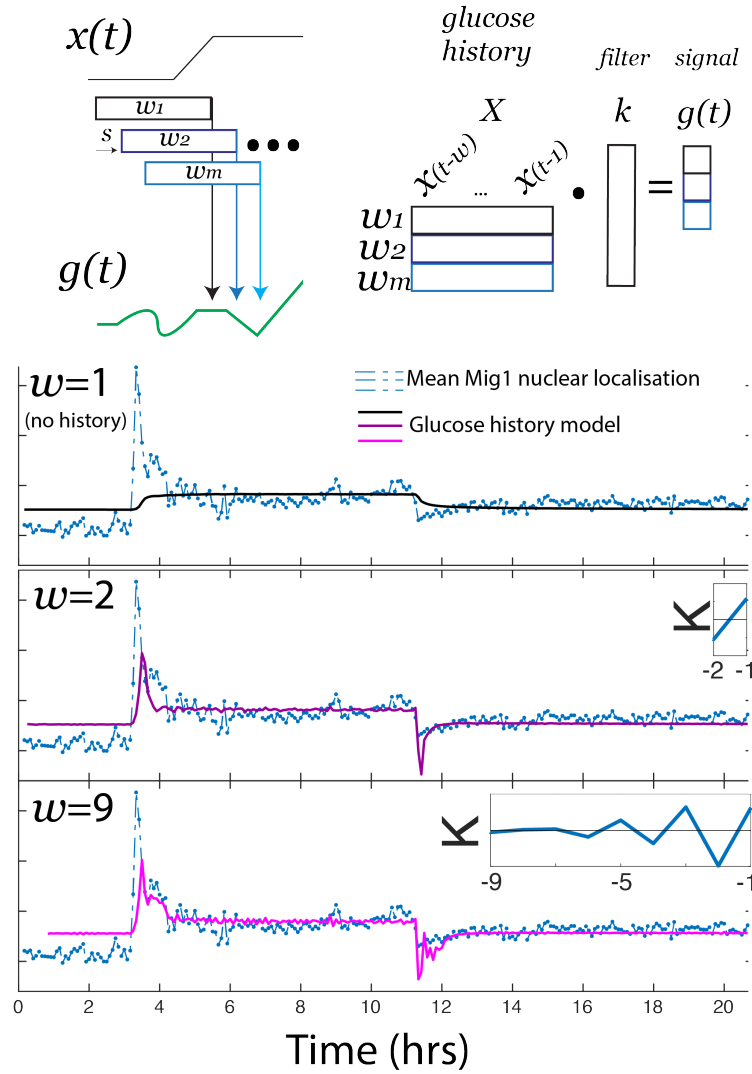 x(t)
w1
s
w2
wm
g(t)
glucose
history
filter
signal
X
k
g(t)
x(t-w)
...
x(t-1)
w1
w2
wm
=
w=1
(no history)
Mean Mig1 nuclear localisation
Glucose history model
w=2
K
-2 -1
w=9
K
-9 -5 -1
0 2 4 6 8 10 12 14 16 18 20
Time (hrs)